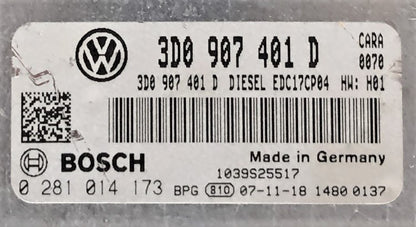 3D0 907 401 D CARA 0070
3D0 907 401 D DIESEL EDC17CP04 HW: H01
BOSCH Made in Germany
1039S25517
0 281 014 173 BPG 810 07-11-18 1480 0137